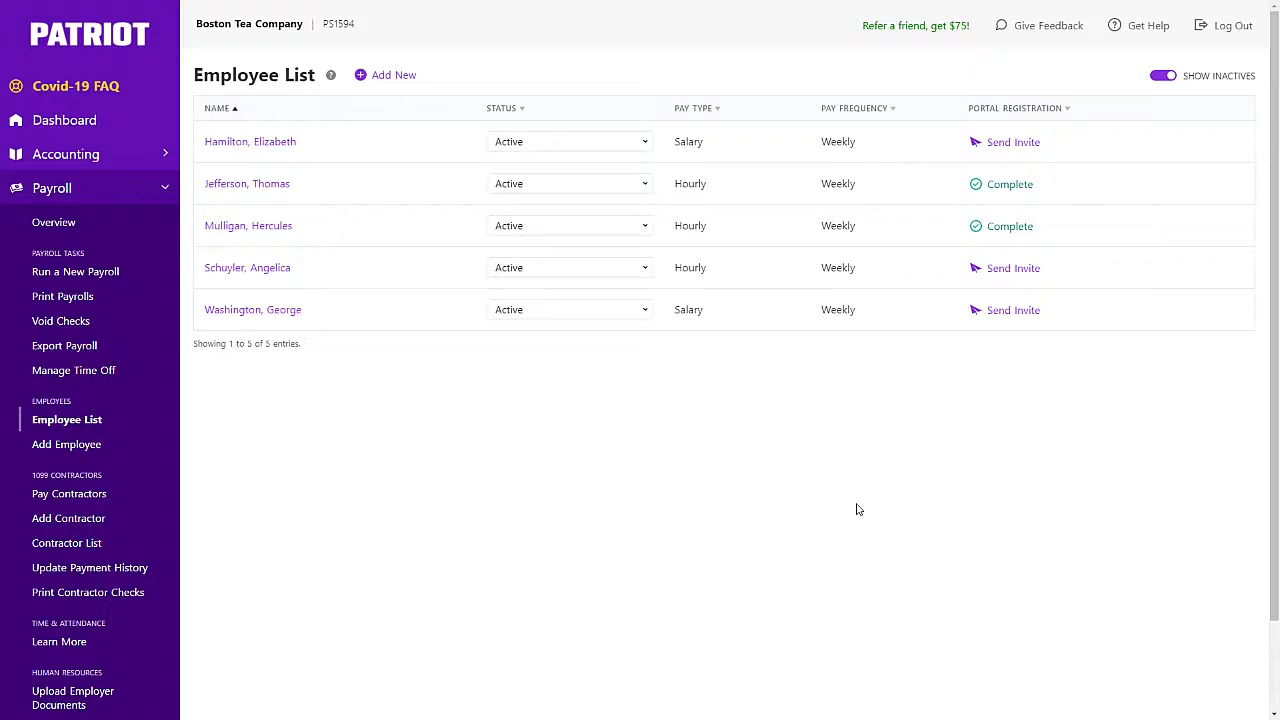 PATRIOT
Covid-19 FAQ
Dashboard
Accounting
Payroll
Overview
PAYROLL TASKS
Run a New Payroll
Print Payrolls
Void Checks
Export Payroll
Manage Time Off
EMPLOYEES
Employee List
Add Employee
1099 CONTRACTORS
Pay Contractors
Add Contractor
Contractor List
Update Payment History
Print Contractor Checks
TIME & ATTENDANCE
Learn More
HUMAN RESOURCES
Upload Employer
Documents
Boston Tea Company | PS1594
Refer a friend, get $75! Give Feedback Get Help Log Out
Employee List Add New SHOW INACTIVES
NAME STATUS PAY TYPE PAY FREQUENCY PORTAL REGISTRATION
Hamilton, Elizabeth Active Salary Weekly Send Invite
Jefferson, Thomas Active Hourly Weekly Complete
Mulligan, Hercules Active Hourly Weekly Complete
Schuyler, Angelica Active Hourly Weekly Send Invite
Washington, George Active Salary Weekly Send Invite
Showing 1 to 5 of 5 entries.